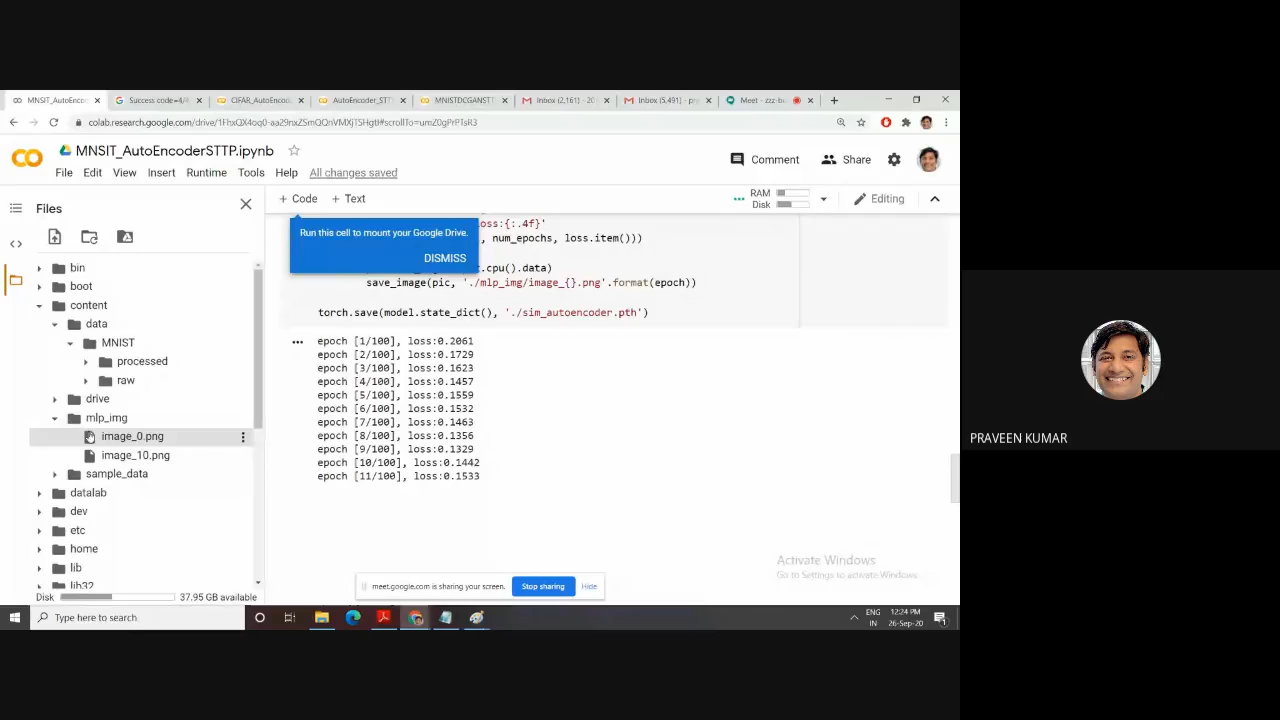 MNSIT_AutoEnco
Success code=4/
CIFAR_AutoEncod
AutoEncoder_ST
MNISTDCGANST
Inbox (2,161) - 20
Inbox (5,491) - pr
Meet - zzz-b
colab.research.google.com/drive/1FhxQX4oq0-aa29nxZSmQQnVMXjTSHgtI#scrollTo=umZ0gPrPTsR3
MNSIT_AutoEncoderSTTP.ipynb
Comment
Share
File Edit View Insert Runtime Tools Help All changes saved
Files
+ Code + Text
RAM
Disk
Editing
Run this cell to mount your Google Drive.
DISMISS
oss:{:.4f}'
, num_epochs, loss.item()))
.cpu().data)
save_image(pic, './mlp_img/image_{}.png'.format(epoch))
torch.save(model.state_dict(), './sim_autoencoder.pth')
bin
boot
content
data
MNIST
processed
raw
drive
mlp_img
image_0.png
image_10.png
sample_data
datalab
dev
etc
home
lib
lib32
Disk 37.95 GB available
epoch [1/100], loss:0.2061
epoch [2/100], loss:0.1729
epoch [3/100], loss:0.1623
epoch [4/100], loss:0.1457
epoch [5/100], loss:0.1559
epoch [6/100], loss:0.1532
epoch [7/100], loss:0.1463
epoch [8/100], loss:0.1356
epoch [9/100], loss:0.1329
epoch [10/100], loss:0.1442
epoch [11/100], loss:0.1533
Activate Windows
Go to Settings to activate Windows.
meet.google.com is sharing your screen. Stop sharing Hide
Type here to search
ENG
IN
12:24 PM
26-Sep-20
PRAVEEN KUMAR